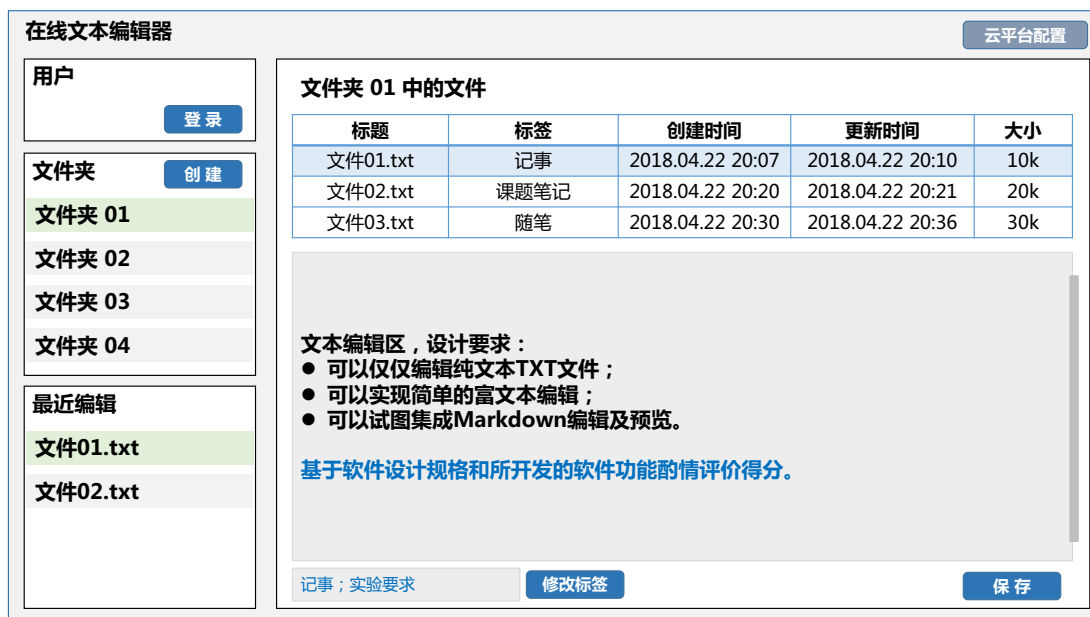 在线文本编辑器
云平台配置
用户
登 录
文件夹
创 建
文件夹 01
文件夹 02
文件夹 03
文件夹 04
最近编辑
文件01.txt
文件02.txt
文件夹 01 中的文件
标题 标签 创建时间 更新时间 大小
文件01.txt 记事 2018.04.22 20:07 2018.04.22 20:10 10k
文件02.txt 课题笔记 2018.04.22 20:20 2018.04.22 20:21 20k
文件03.txt 随笔 2018.04.22 20:30 2018.04.22 20:36 30k
文本编辑区，设计要求：
● 可以仅仅编辑纯文本TXT文件；
● 可以实现简单的富文本编辑；
● 可以试图集成Markdown编辑及预览。
基于软件设计规格和所开发的软件功能酌情评价得分。
记事；实验要求
修改标签
保 存